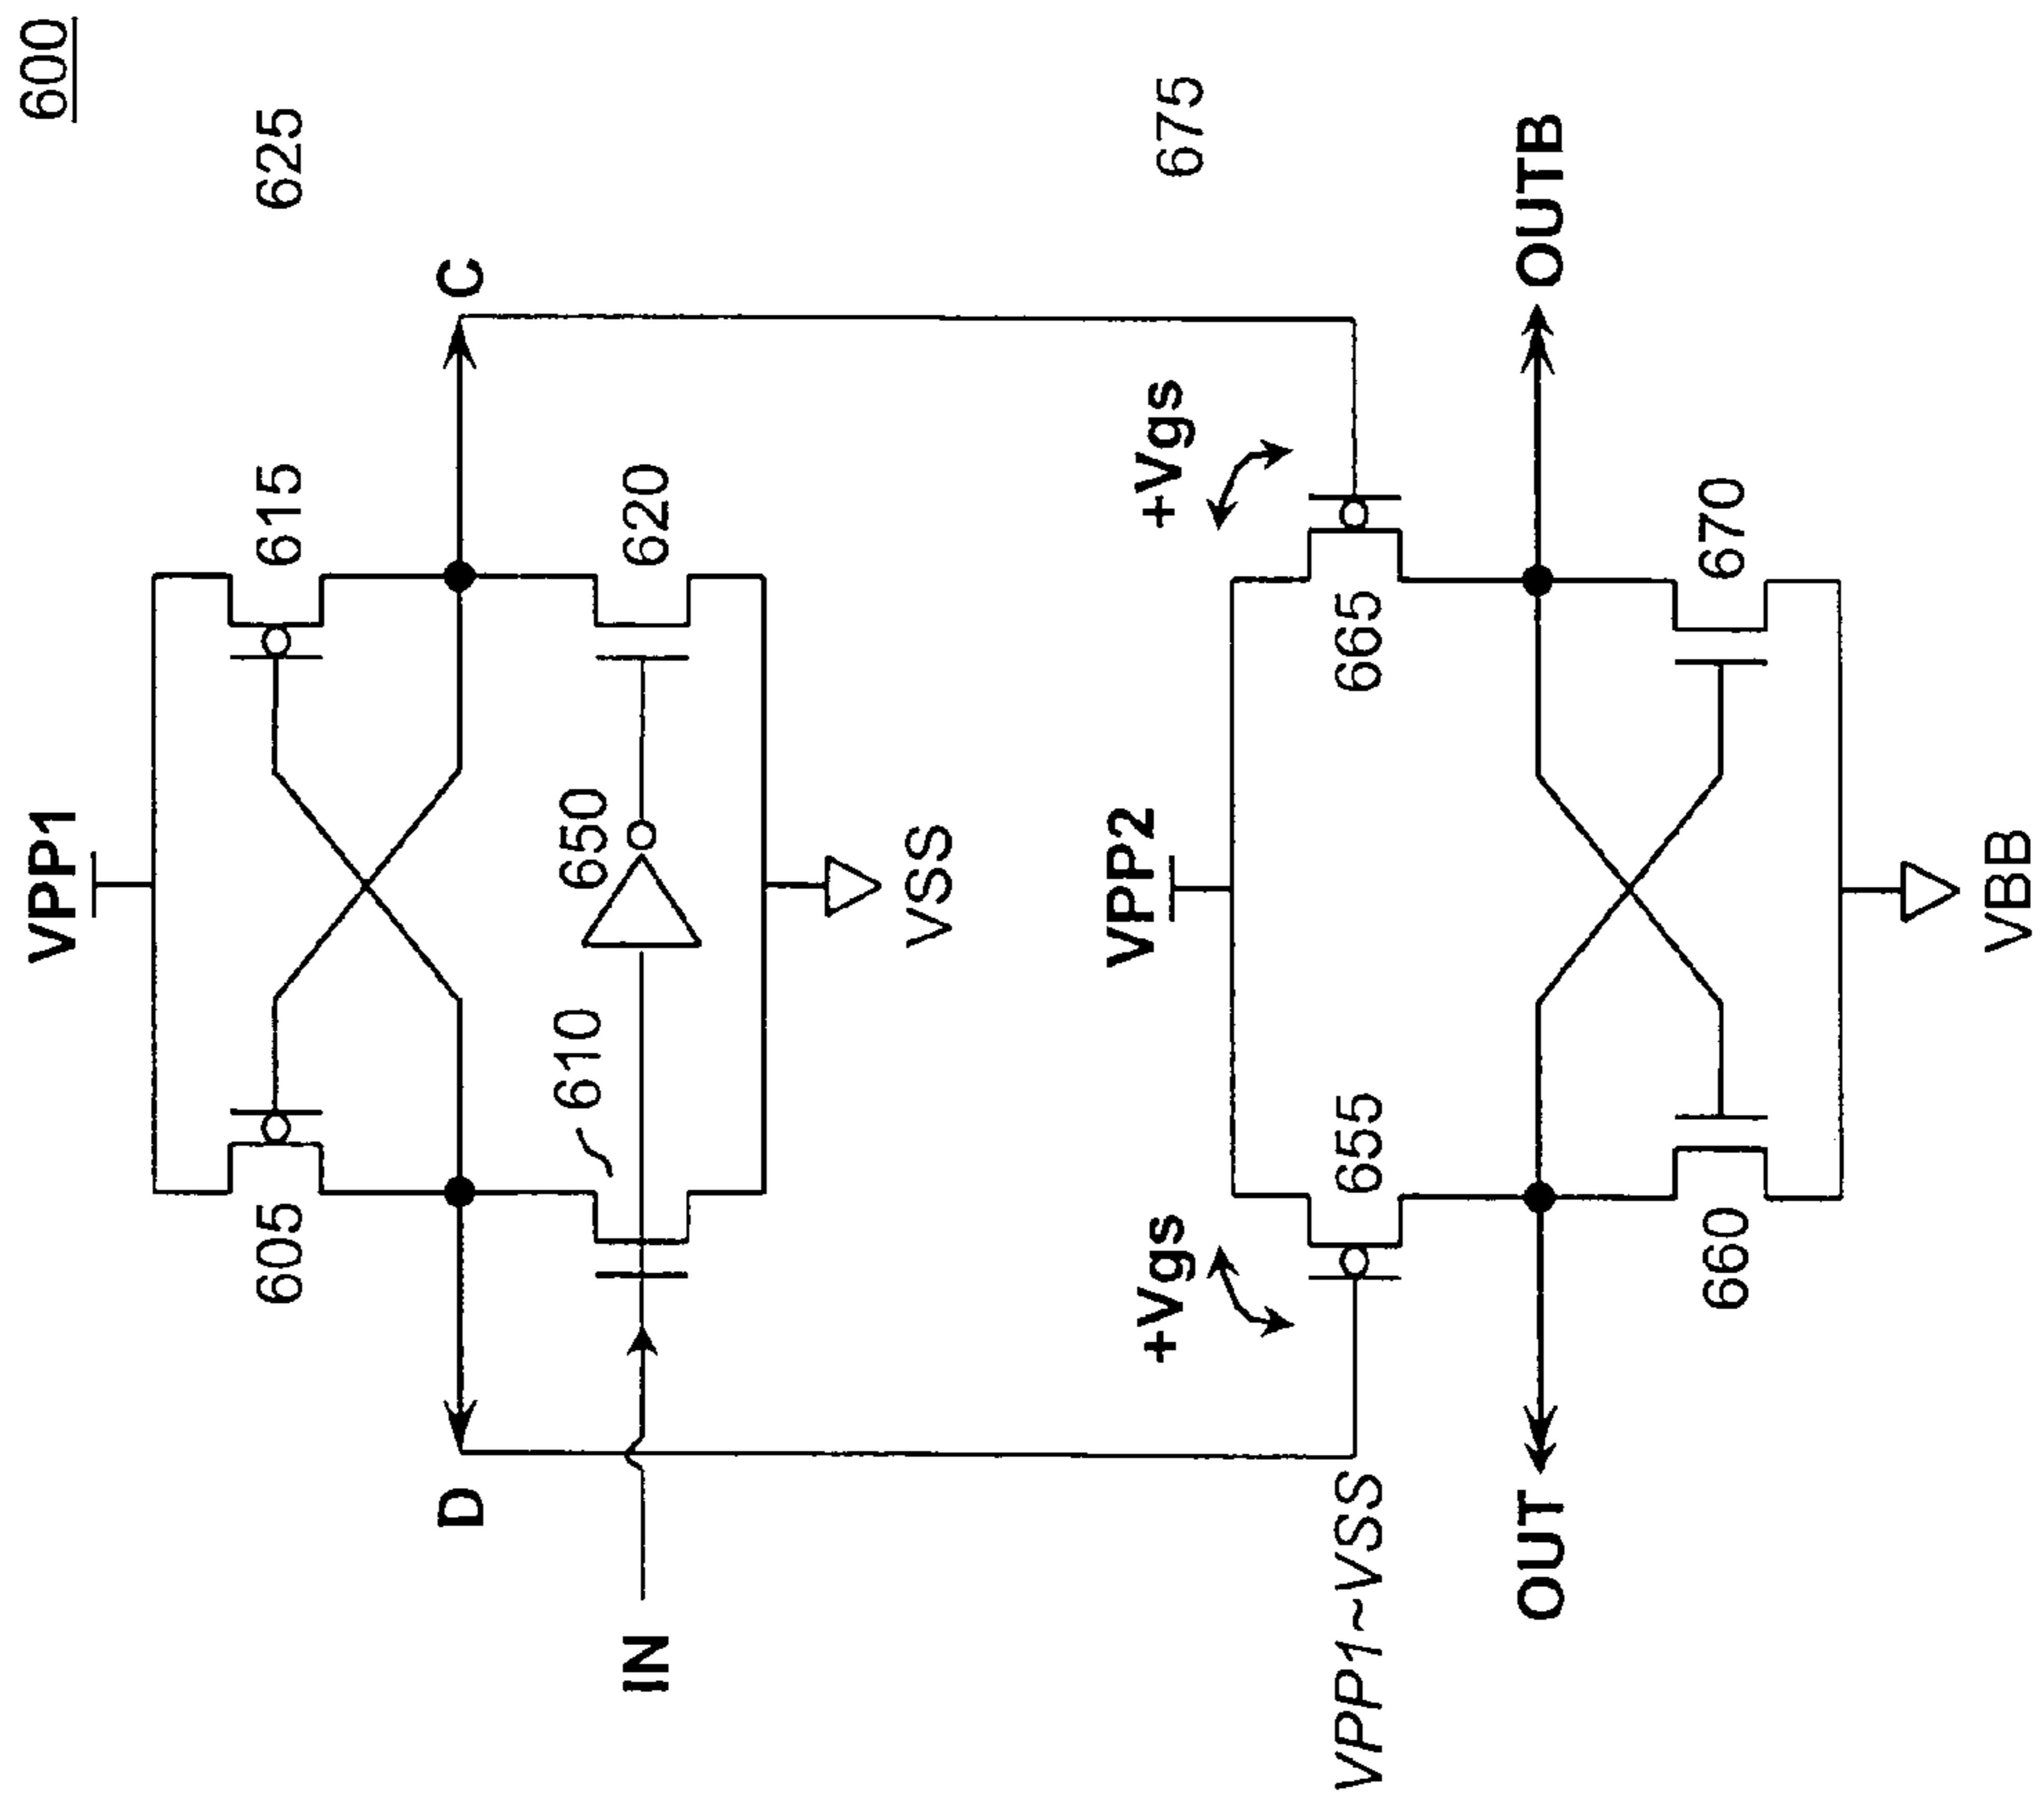 600
625
675
C
OUTB
615
620
+Vgs
665
670
VPP1
650
VSS
VPP2
VBB
610
605
655
660
+Vgs
D
IN
VPP1~VSS
OUT